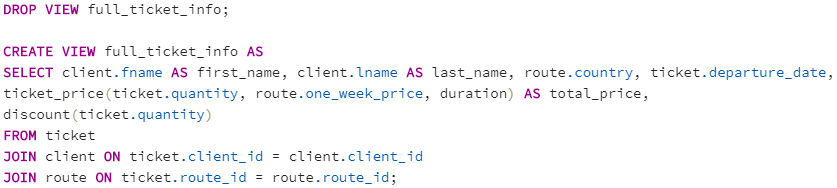 DROP VIEW full_ticket_info;
CREATE VIEW full_ticket_info AS
SELECT client.fname AS first_name, client.lname AS last_name, route.country, ticket.departure_date,
ticket_price(ticket.quantity, route.one_week_price, duration) AS total_price,
discount(ticket.quantity)
FROM ticket
JOIN client ON ticket.client_id = client.client_id
JOIN route ON ticket.route_id = route.route_id;